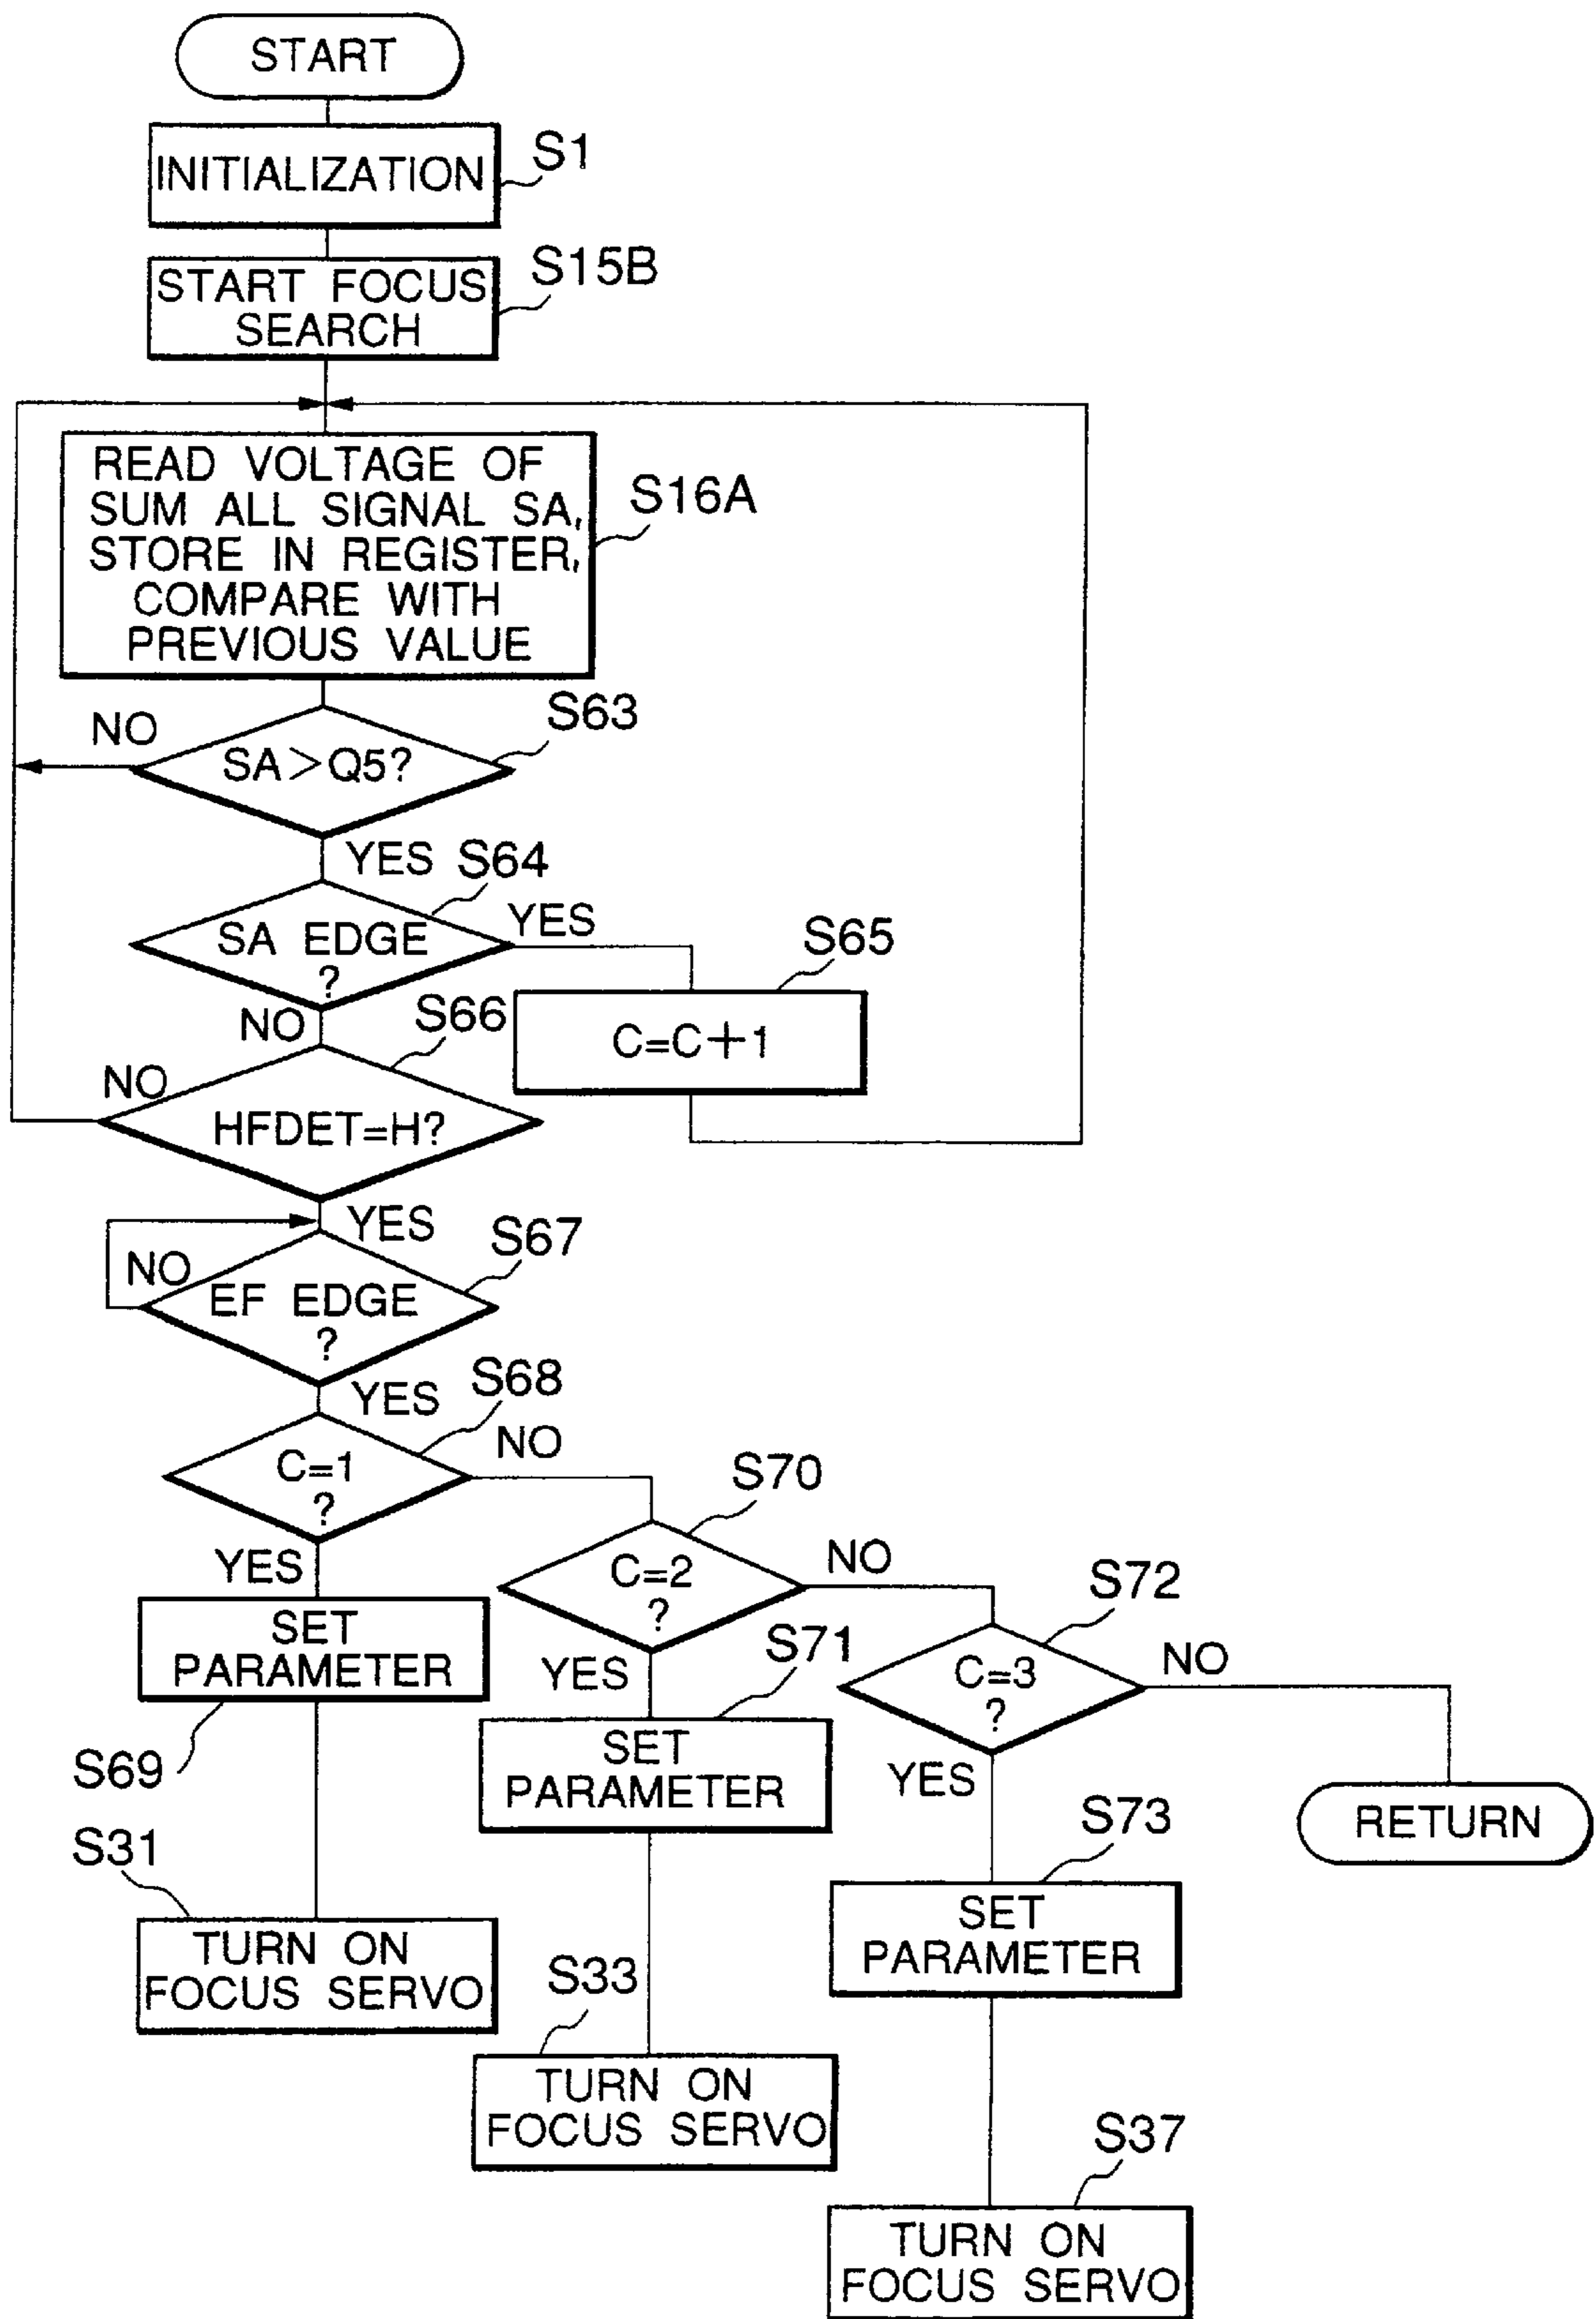 START
INITIALIZATION
S1
START FOCUS
SEARCH
S15B
READ VOLTAGE OF
SUM ALL SIGNAL SA,
STORE IN REGISTER,
COMPARE WITH
PREVIOUS VALUE
S16A
NO
SA>Q5?
S63
YES
S64
SA EDGE
?
YES
S65
C=C+1
NO
S66
NO
HFDET=H?
YES
S67
NO
EF EDGE
?
YES
S68
C=1
?
NO
S70
YES
C=2
?
NO
S72
SET
PARAMETER
S69
YES
S71
C=3
?
NO
SET
PARAMETER
YES
RETURN
S73
S31
SET
PARAMETER
TURN ON
FOCUS SERVO
S33
TURN ON
FOCUS SERVO
S37
TURN ON
FOCUS SERVO